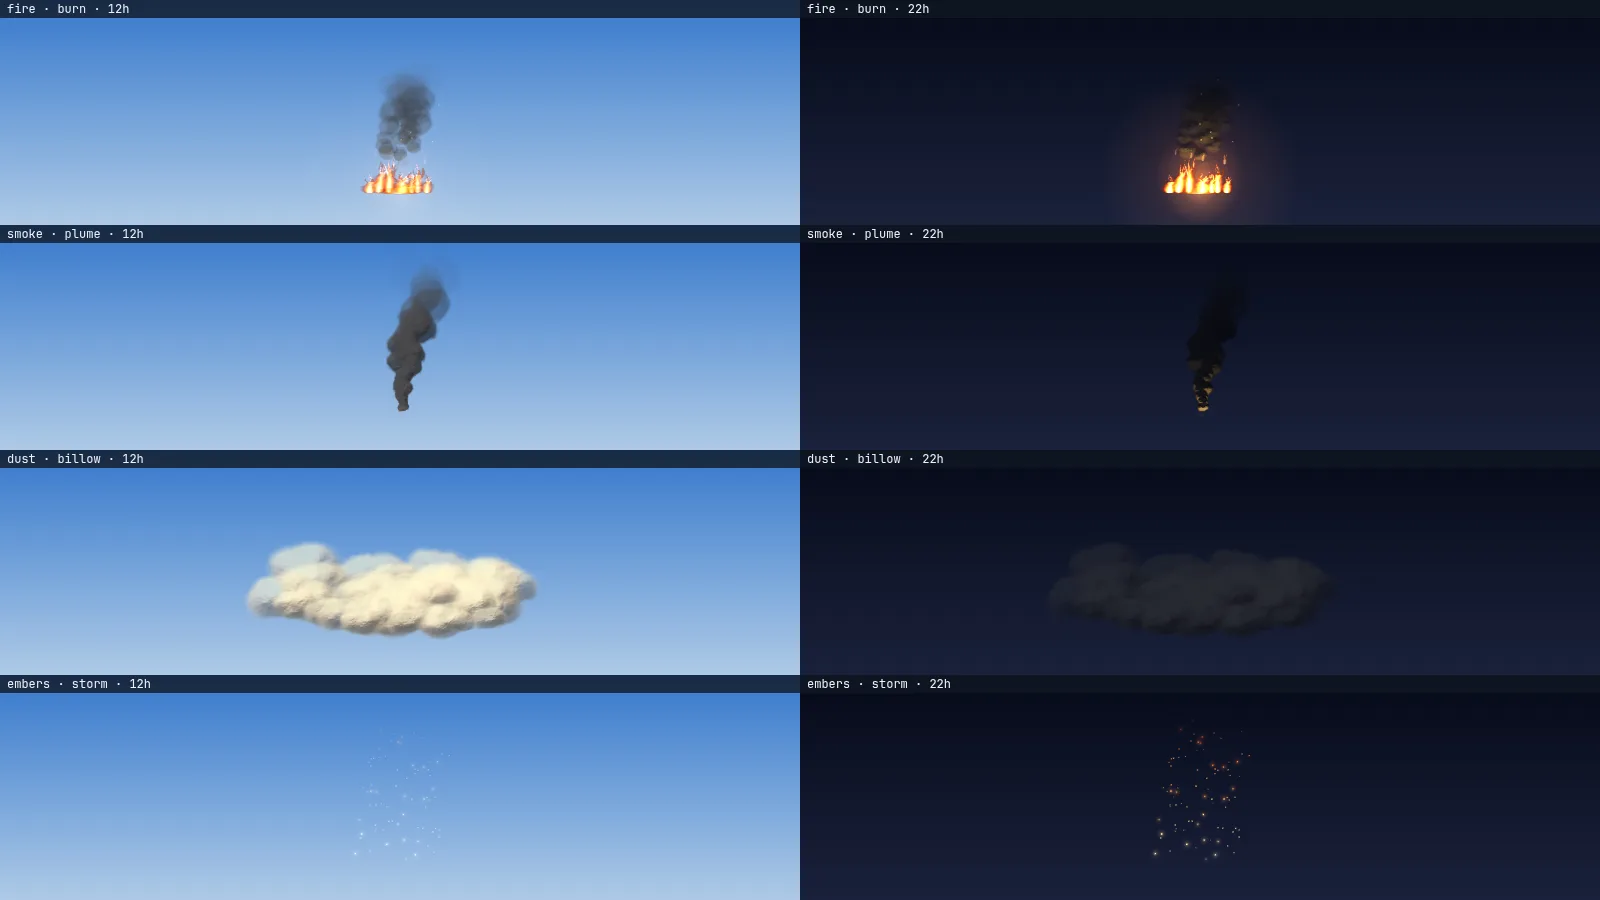 fire · burn · 12h
fire · burn · 22h
smoke · plume · 12h
smoke · plume · 22h
dust · billow · 12h
dust · billow · 22h
embers · storm · 12h
embers · storm · 22h